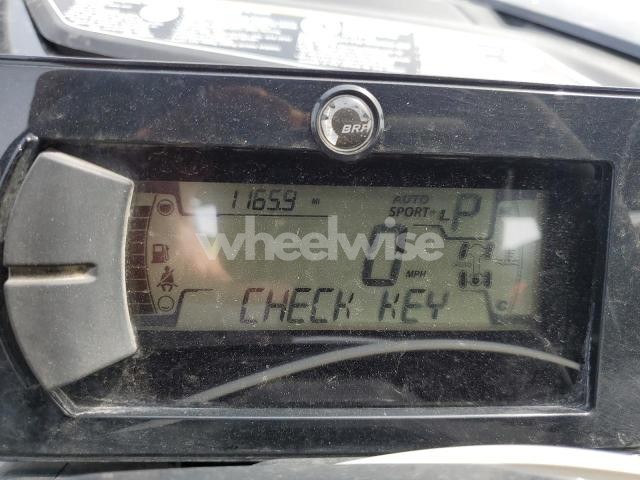 BRP
1165.9 MI
AUTO
SPORT+
L P
wheelwise
0 MPH
CHECK KEY
C